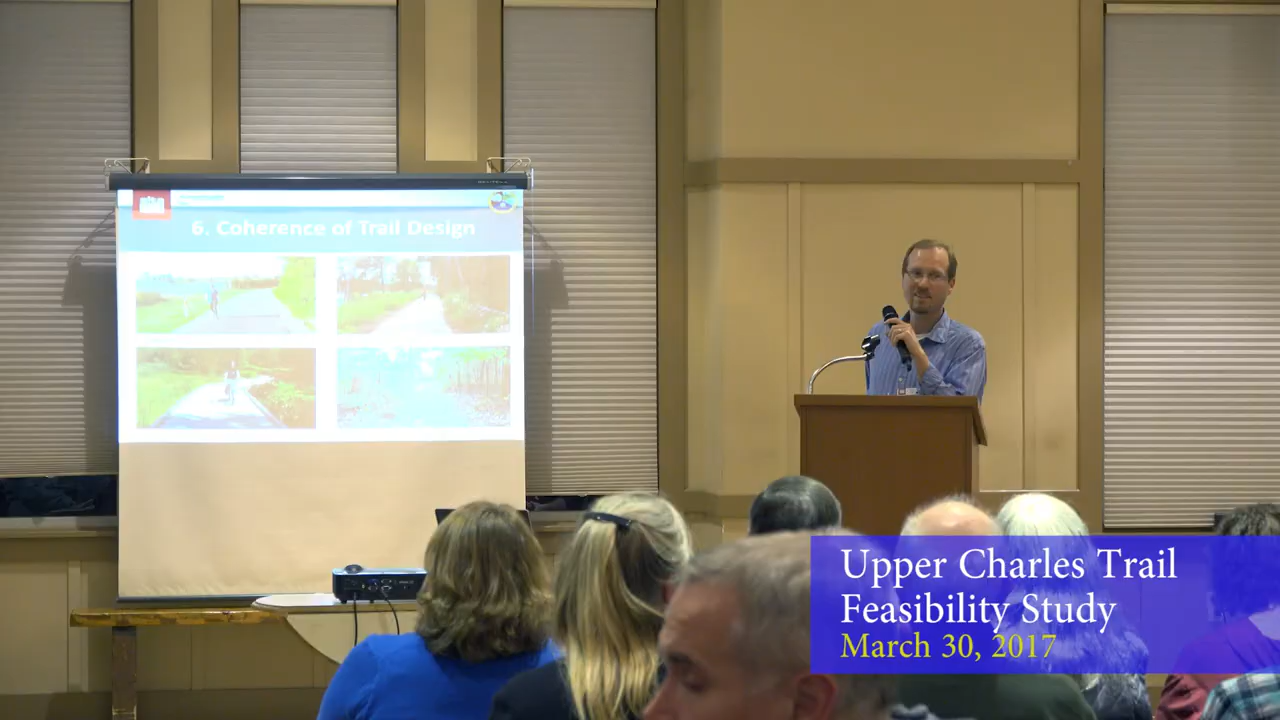 6. Coherence of Trail Design
Upper Charles Trail
Feasibility Study
March 30, 2017